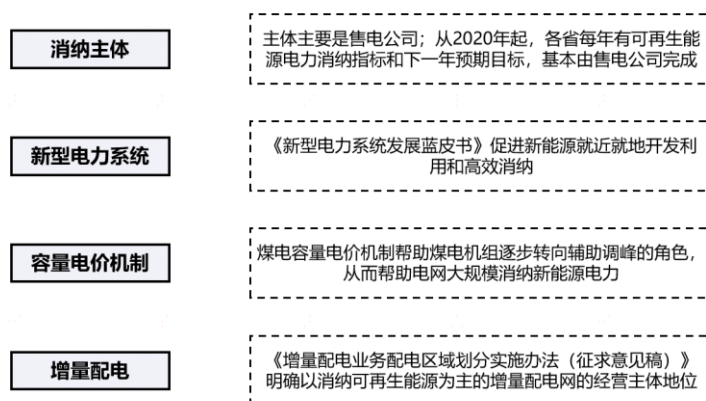 消纳主体
主体主要是售电公司；从2020年起，各省每年有可再生能
源电力消纳指标和下一年预期目标，基本由售电公司完成
新型电力系统
《新型电力系统发展蓝皮书》促进新能源就近就地开发利
用和高效消纳
容量电价机制
煤电容量电价机制帮助煤电机组逐步转向辅助调峰的角色，
从而帮助电网大规模消纳新能源电力
增量配电
《增量配电业务配电区域划分实施办法（征求意见稿）》
明确以消纳可再生能源为主的增量配电网的经营主体地位